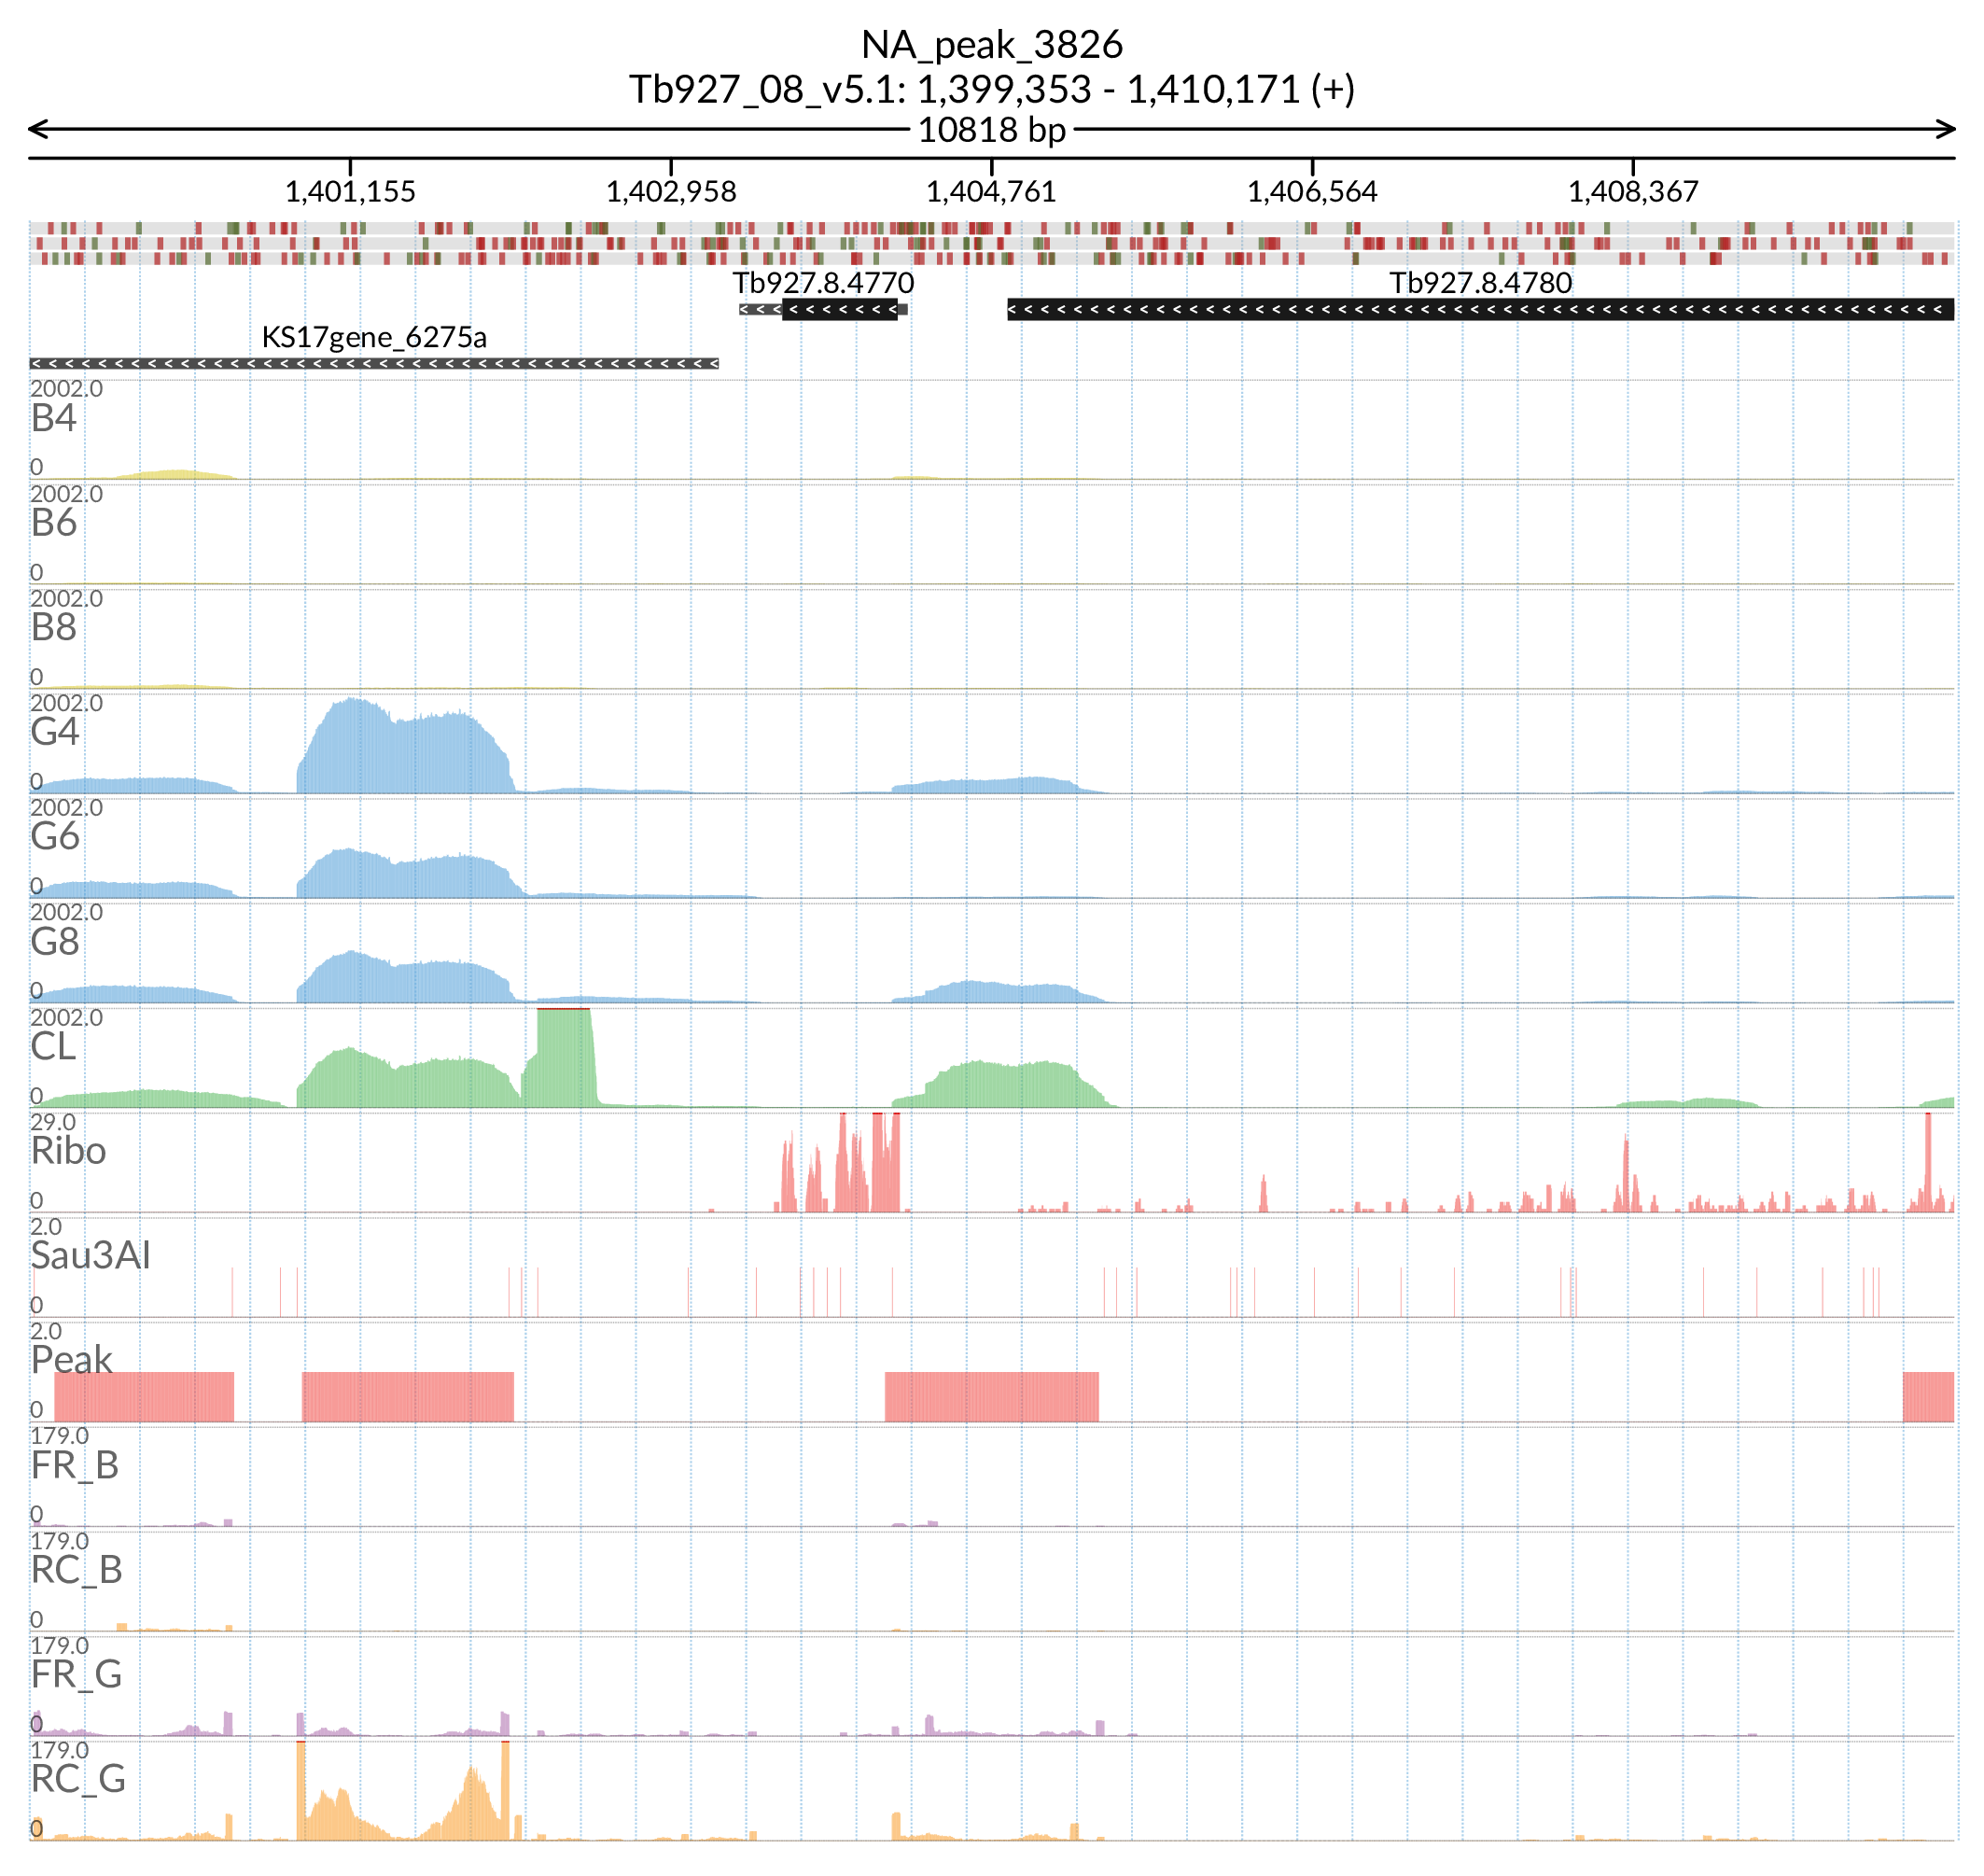 NA_peak_3826
Tb927_08_v5.1: 1,399,353 - 1,410,171 (+)
10818 bp
1,401,155 1,402,958 1,404,761 1,406,564 1,408,367
Tb927.8.4770 Tb927.8.4780
KS17gene_6275a
2002.0
B4
0
2002.0
B6
0
2002.0
B8
0
2002.0
G4
0
2002.0
G6
0
2002.0
G8
0
2002.0
CL
0
29.0
Ribo
0
2.0
Sau3AI
0
2.0
Peak
0
179.0
FR_B
0
179.0
RC_B
0
179.0
FR_G
0
179.0
RC_G
0